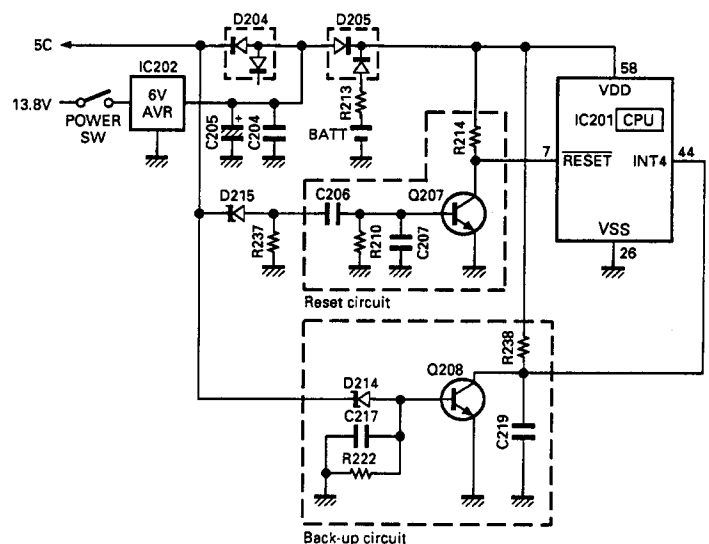 D204
D205
5C
IC202
6V
AVR
13.8V
POWER
SW
C205
+
C204
R213
BATT
R214
58
VDD
IC201
CPU
7
RESET
INT4
44
VSS
26
D215
C206
Q207
R237
R210
C207
Reset circuit
R238
D214
Q208
C217
R222
C219
Back-up circuit